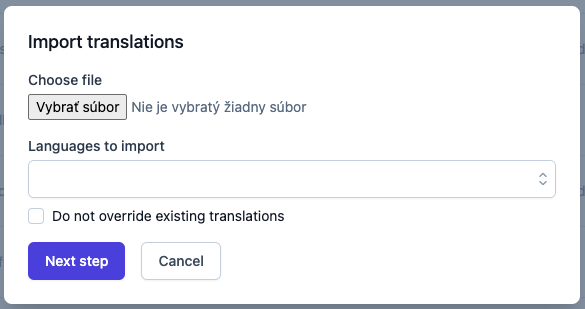 Import translations
Choose file
Vybrať súbor Nie je vybratý žiadny súbor
Languages to import
Do not override existing translations
Next step Cancel